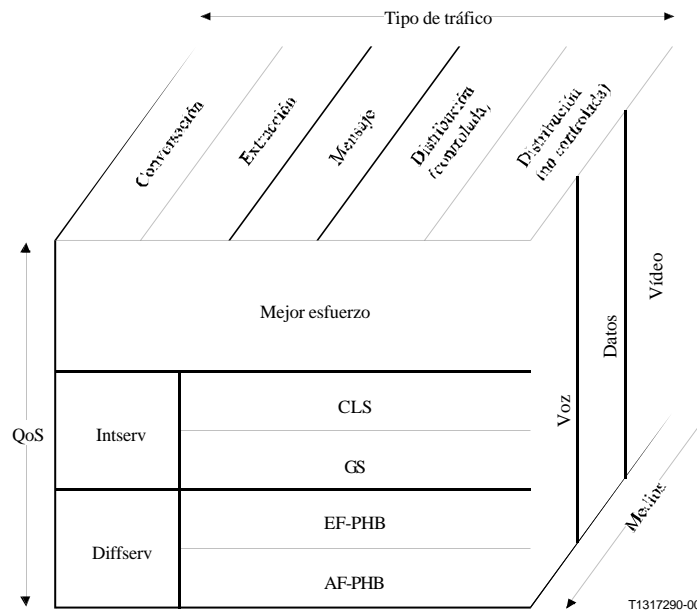 Tipo de tráfico
Conversación
Extracción
Mensaje
Distribución
(controlada)
Distribución
(no controlada)
Mejor esfuerzo
QoS
Intserv
CLS
GS
Diffserv
EF-PHB
AF-PHB
Voz
Datos
Vídeo
Medios
T1317290-00